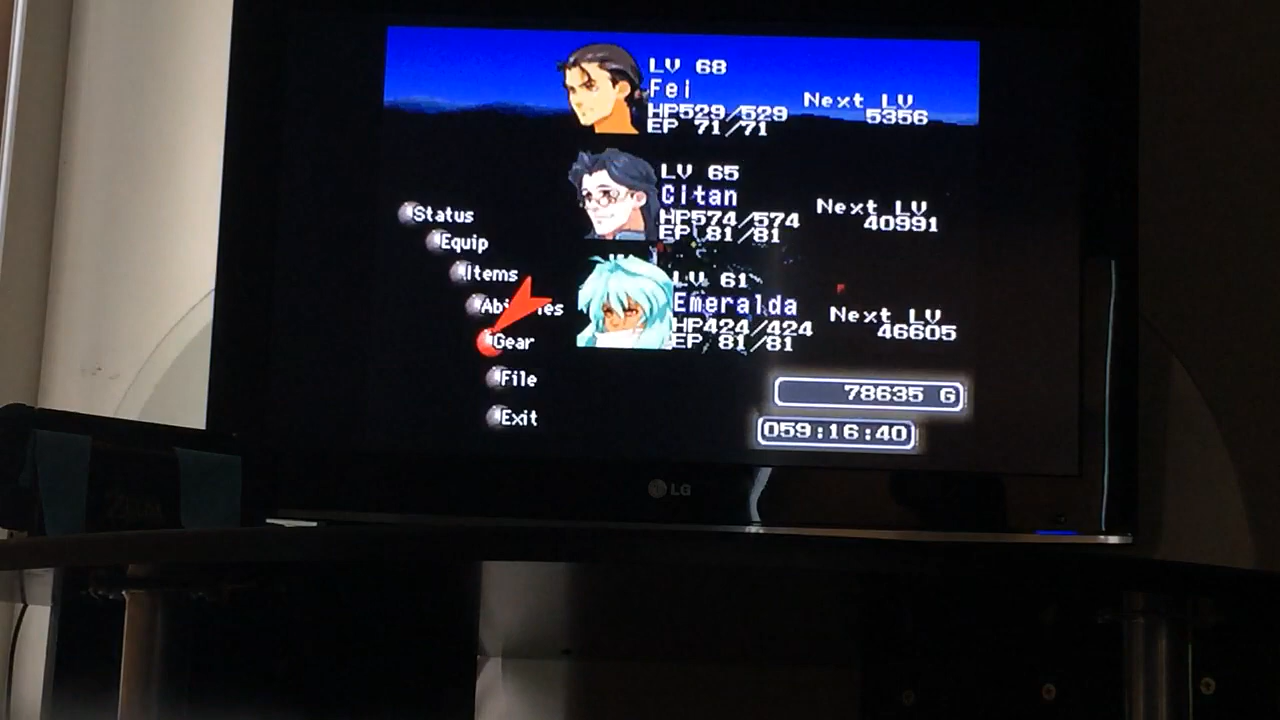 LV 68
Fei
Next LV
HP529/529
5356
EP 71/71
LV 65
Citan
Next LV
HP574/574
40991
EP 81/81
LV 61
Emeralda
Next LV
HP424/424
46605
EP 81/81
Status
Equip
Items
Gear
File
Exit
78635 G
059:16:40
LG